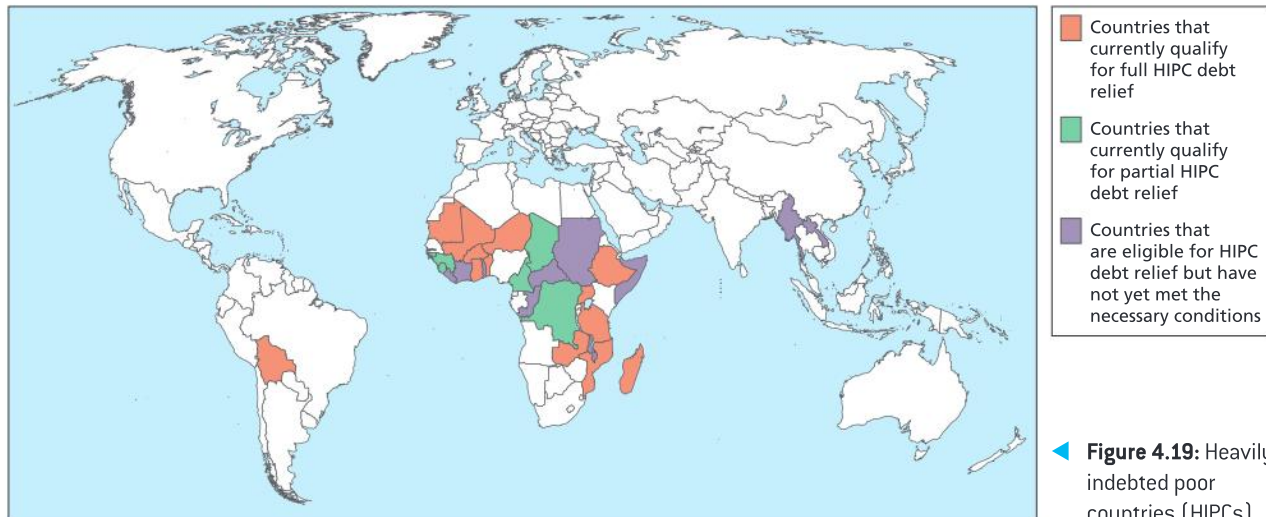 Countries that
currently qualify
for full HIPC debt
relief
Countries that
currently qualify
for partial HIPC
debt relief
Countries that
are eligible for HIPC
debt relief but have
not yet met the
necessary conditions
Figure 4.19: Heavily
indebted poor
countries (HIPCs)